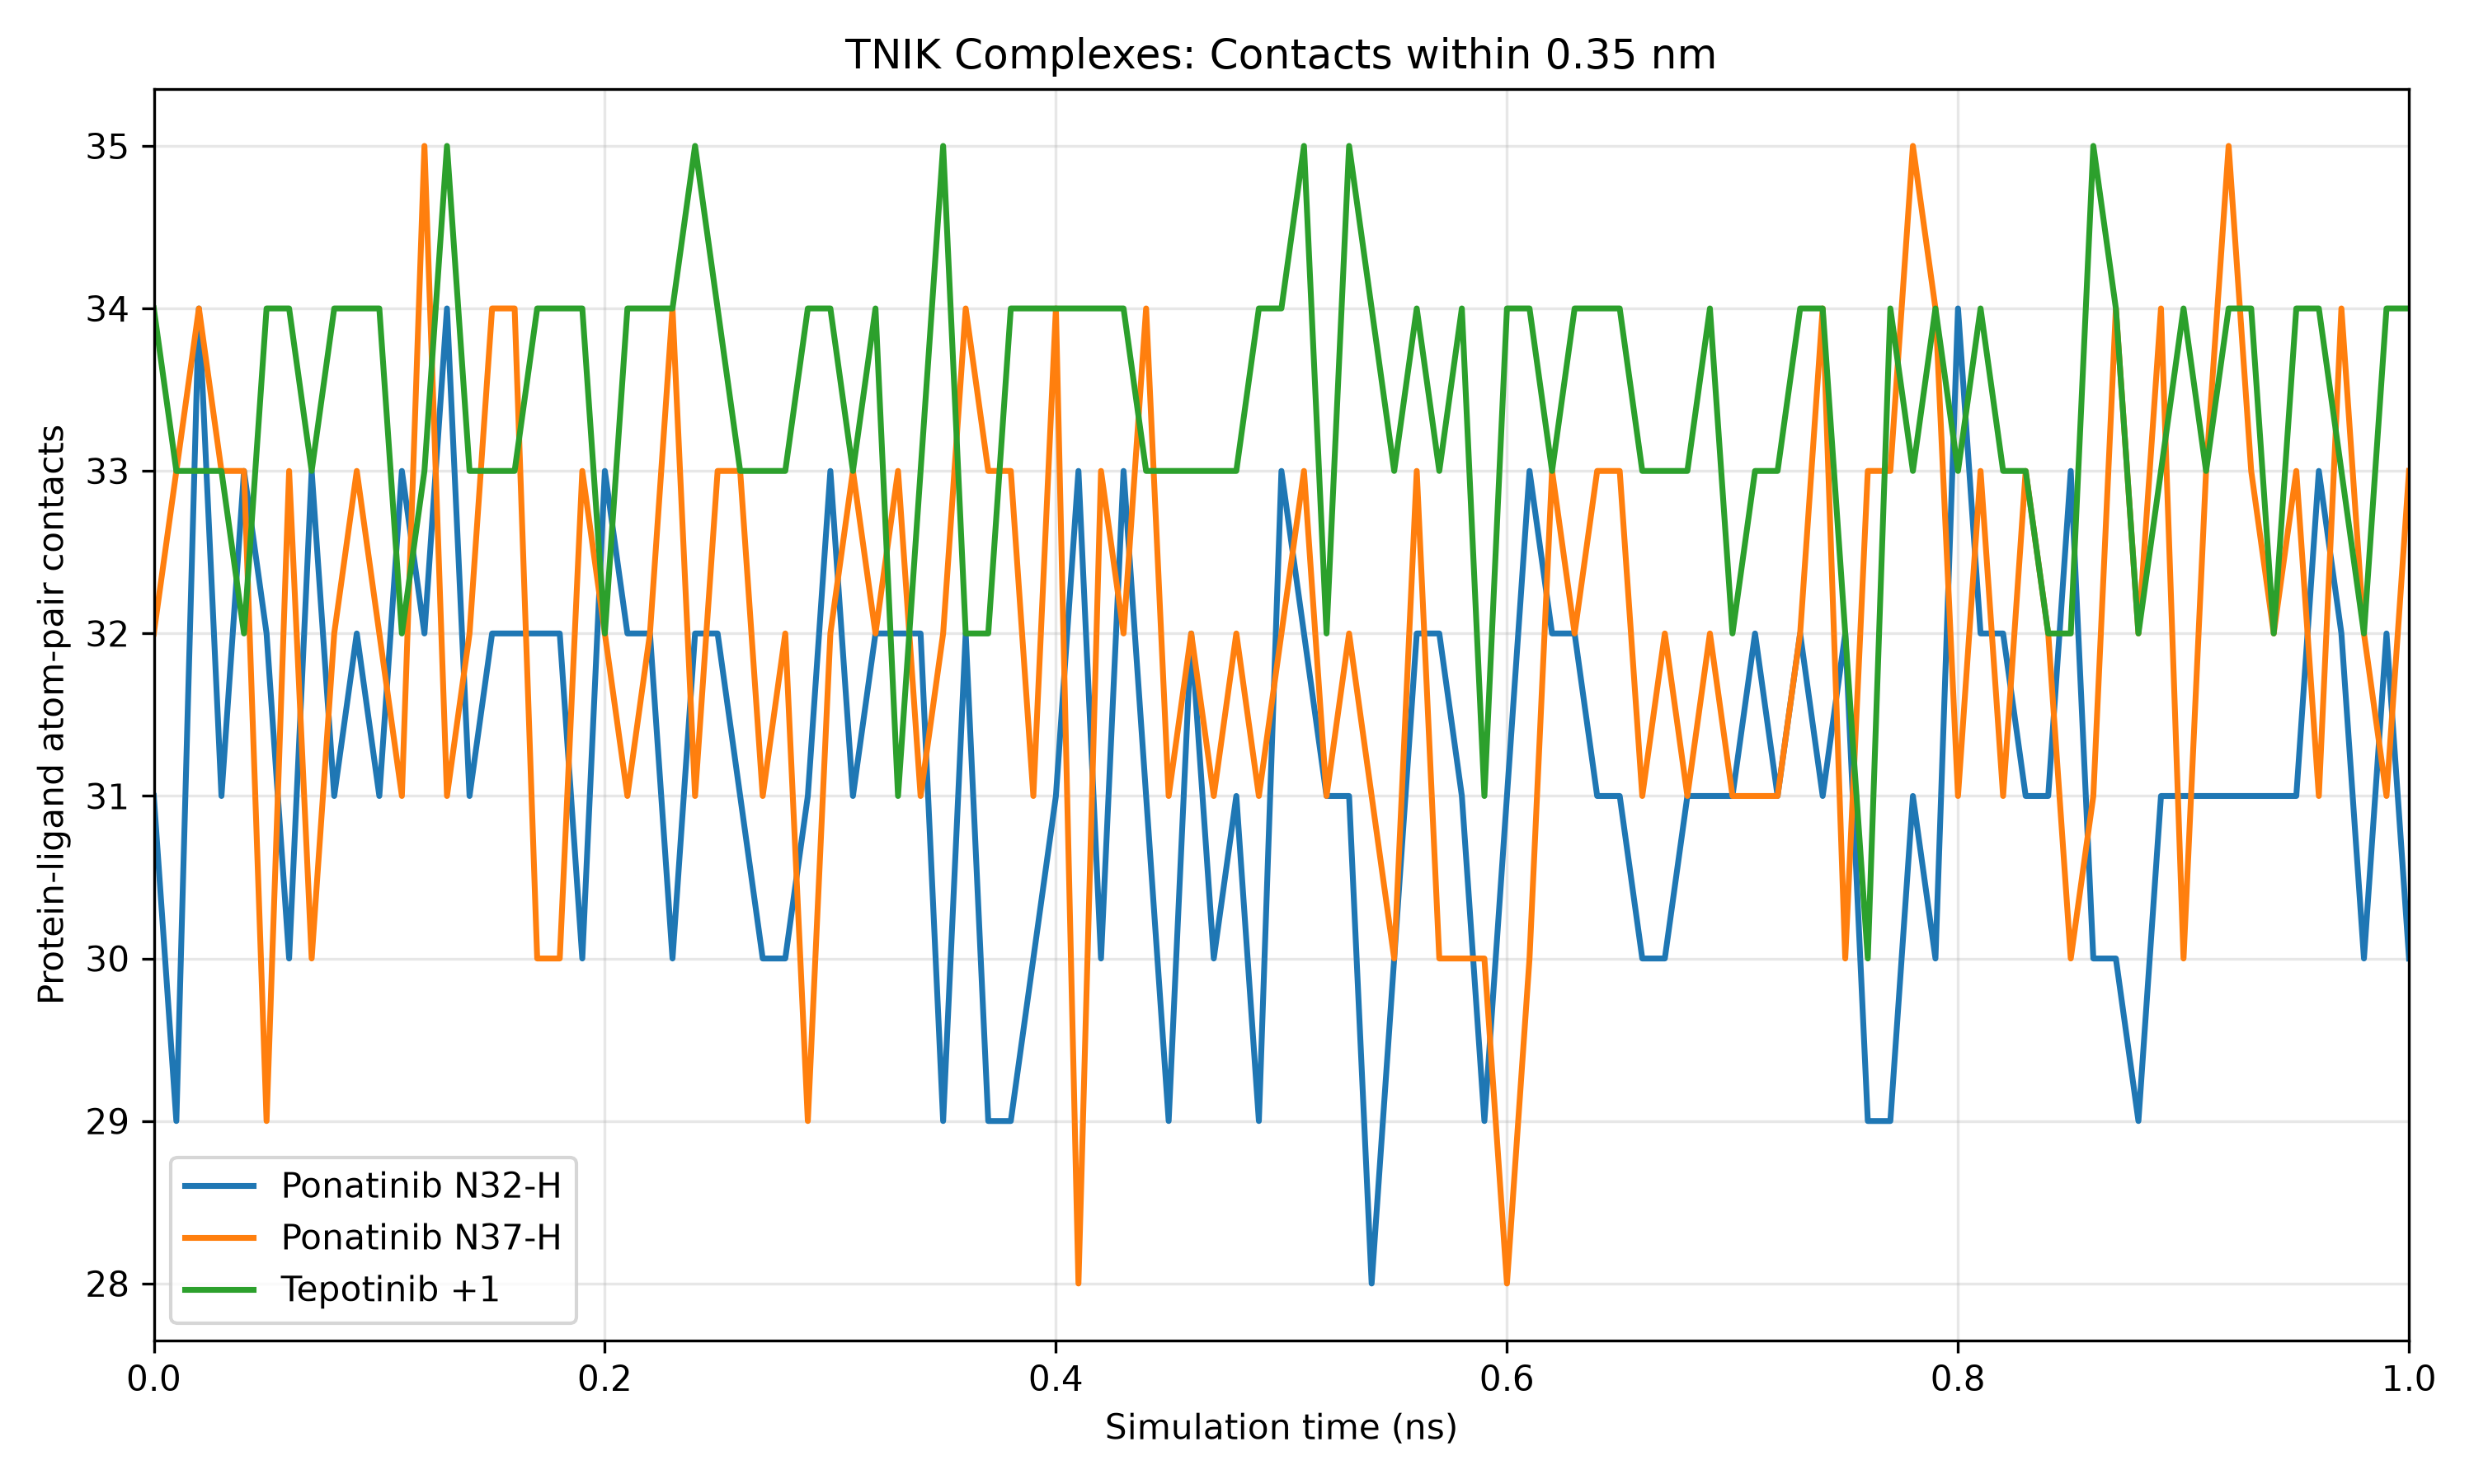 TNIK Complexes: Contacts within 0.35 nm
Protein-ligand atom-pair contacts
35
34
33
32
31
30
29
28
Ponatinib N32-H
Ponatinib N37-H
Tepotinib +1
0.0 0.2 0.4 0.6 0.8 1.0
Simulation time (ns)